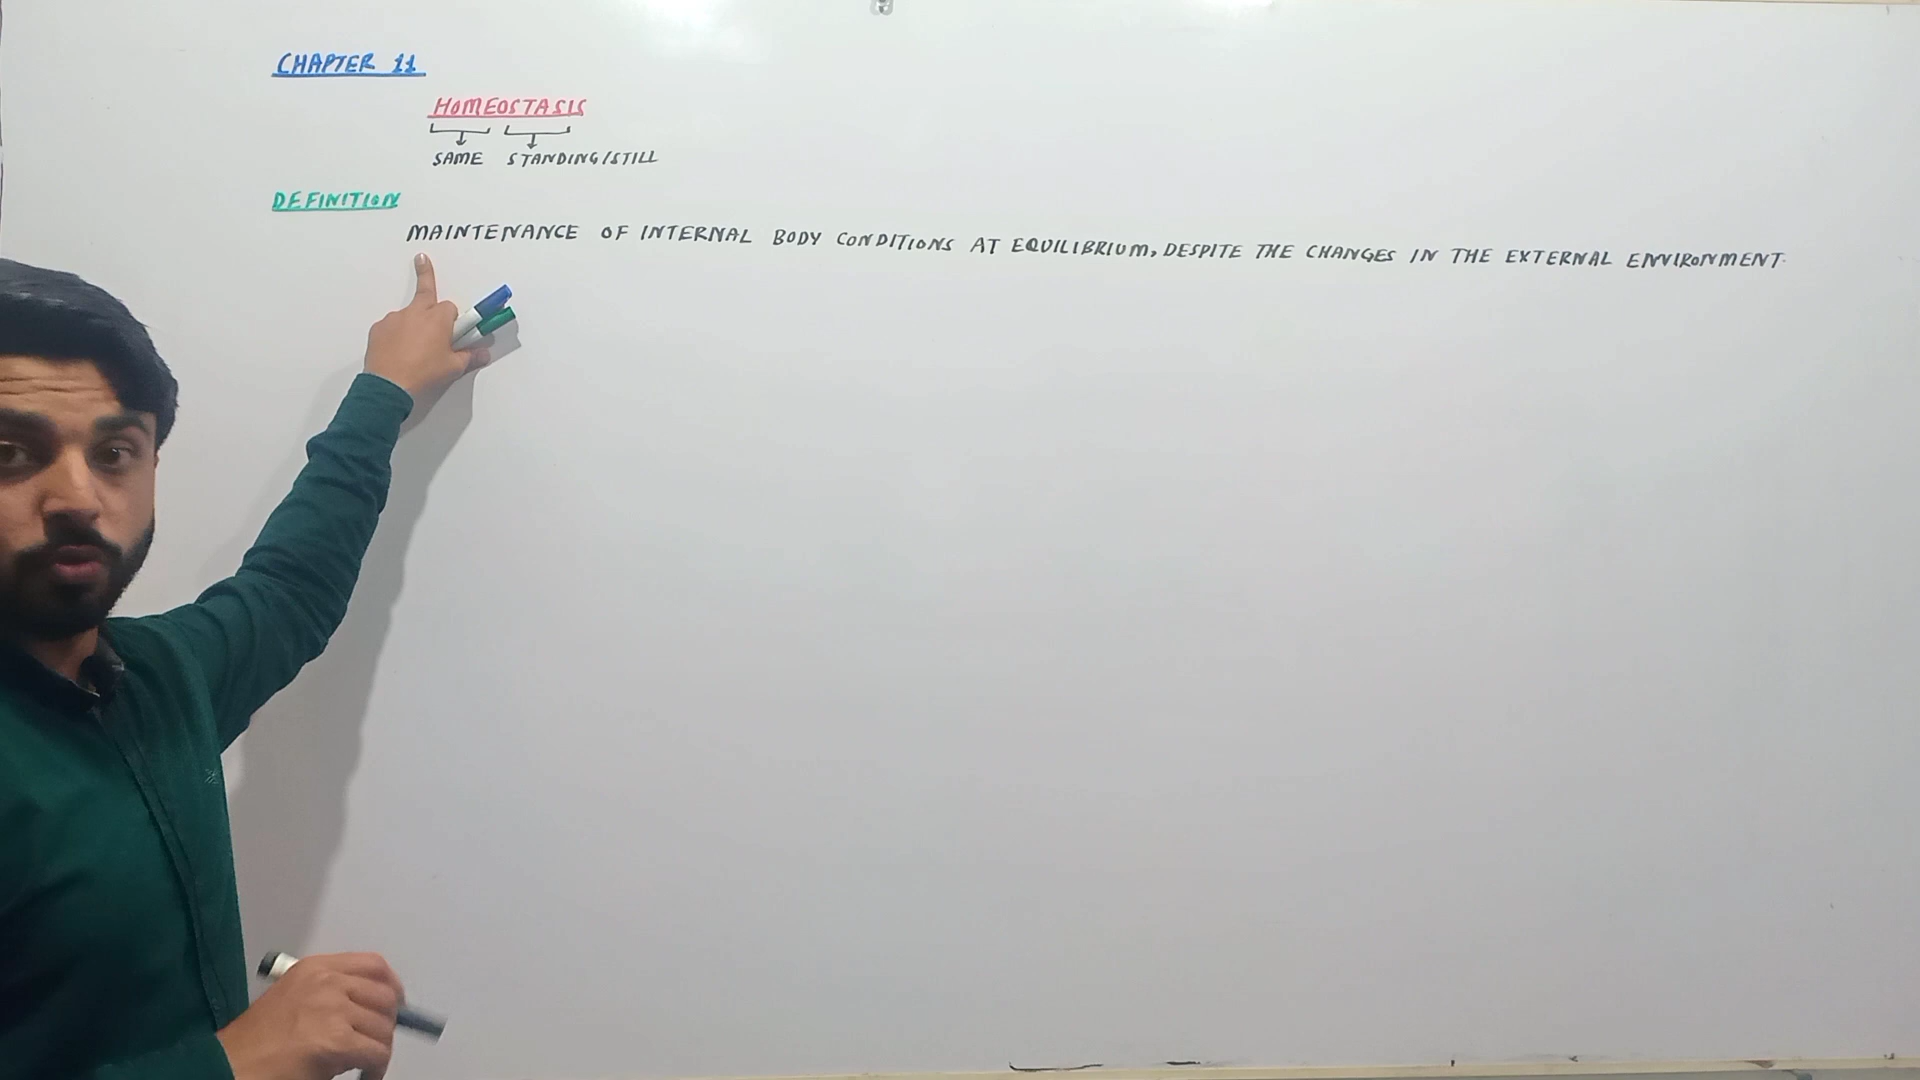 CHAPTER 11
HOMEOSTASIS
SAME STANDING/STILL
DEFINITION
MAINTENANCE OF INTERNAL BODY CONDITIONS AT EQUILIBRIUM, DESPITE THE CHANGES IN THE EXTERNAL ENVIRONMENT.